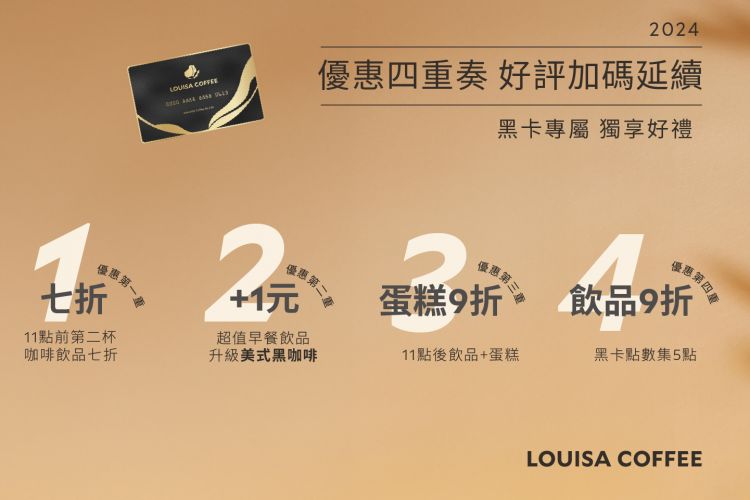 2024
優惠四重奏 好評加碼延續
黑卡專屬 獨享好禮
LOUISA COFFEE
1
優惠第一重
七折
11點前第二杯
咖啡飲品七折
2
優惠第二重
+1元
超值早餐飲品
升級美式黑咖啡
3
優惠第三重
蛋糕9折
11點後飲品+蛋糕
4
優惠第四重
飲品9折
黑卡點數集5點
LOUISA COFFEE